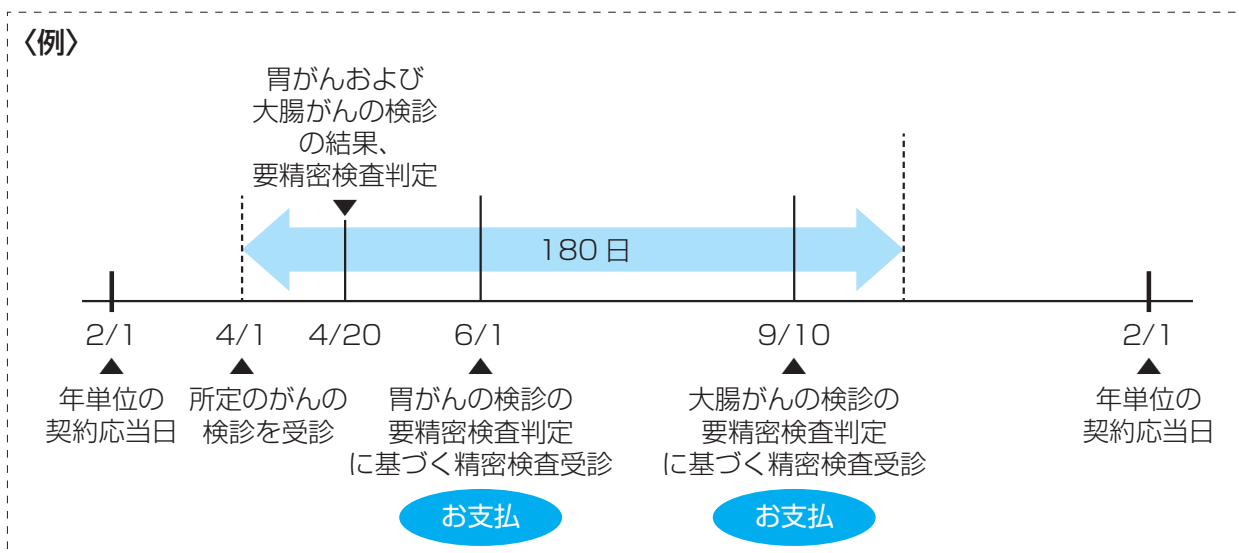 〈例〉
胃がんおよび
大腸がんの検診
の結果、
要精密検査判定
180日
2/1
4/1
4/20
6/1
9/10
2/1
年単位の
契約応当日
所定のがんの
検診を受診
胃がんの検診の
要精密検査判定
に基づく精密検査受診
お支払
大腸がんの検診の
要精密検査判定
に基づく精密検査受診
お支払
年単位の
契約応当日